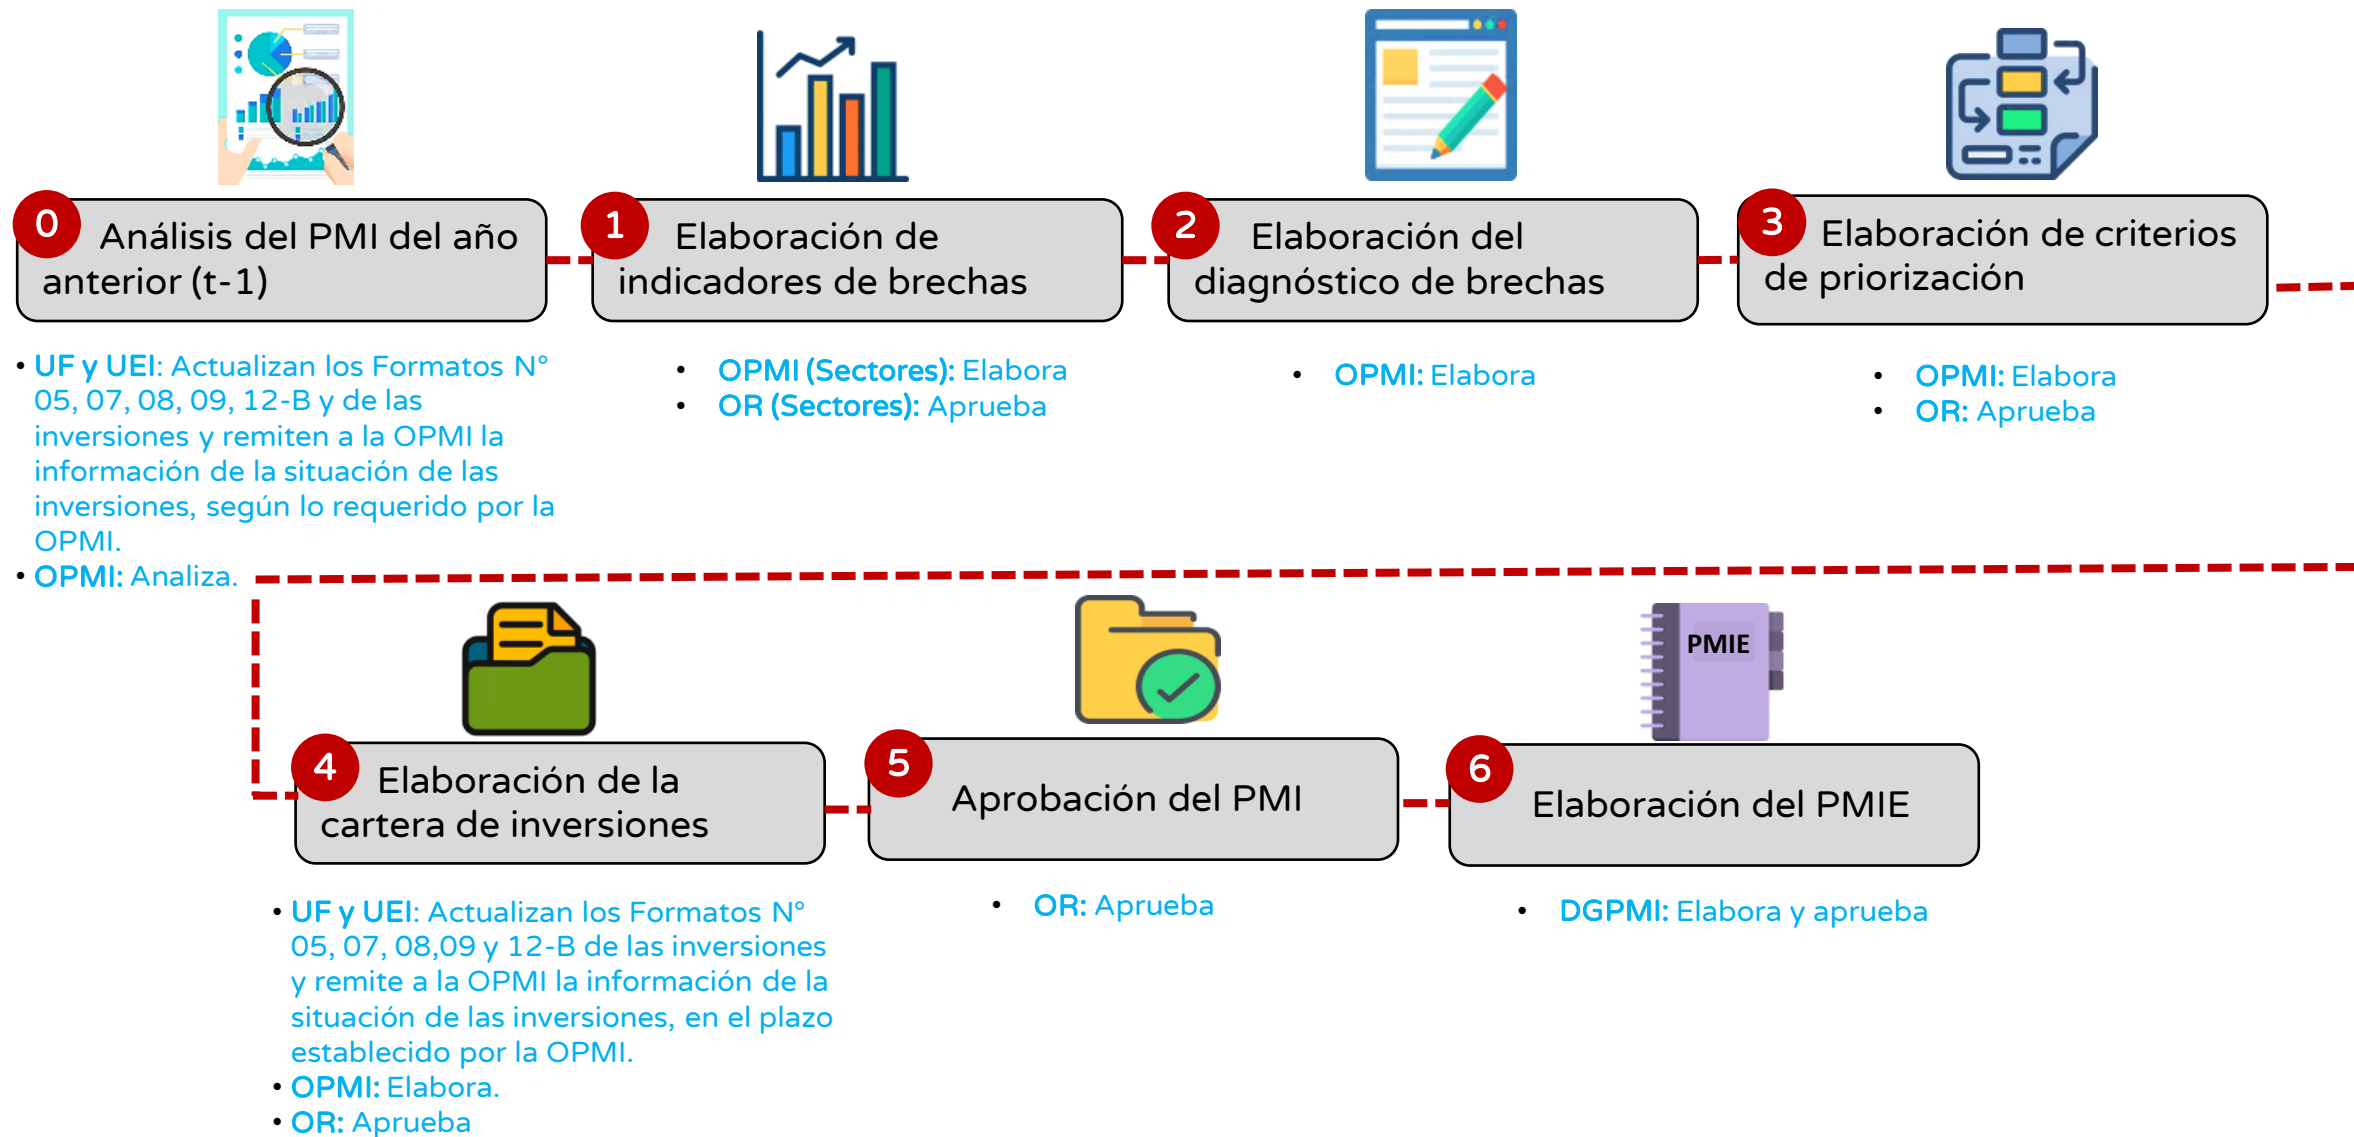 0
Análisis del PMI del año
anterior (t-1)
• UF y UEI: Actualizan los Formatos N°
05, 07, 08, 09, 12-B y de las
inversiones y remiten a la OPMI la
información de la situación de las
inversiones, según lo requerido por la
OPMI.
• OPMI: Analiza.
1
Elaboración de
indicadores de brechas
• OPMI (Sectores): Elabora
• OR (Sectores): Aprueba
2
Elaboración del
diagnóstico de brechas
• OPMI: Elabora
3
Elaboración de criterios
de priorización
• OPMI: Elabora
• OR: Aprueba
4
Elaboración de la
cartera de inversiones
• UF y UEI: Actualizan los Formatos N°
05, 07, 08,09 y 12-B de las inversiones
y remite a la OPMI la información de la
situación de las inversiones, en el plazo
establecido por la OPMI.
• OPMI: Elabora.
• OR: Aprueba
5
Aprobación del PMI
• OR: Aprueba
PMIE
6
Elaboración del PMIE
• DGPMI: Elabora y aprueba